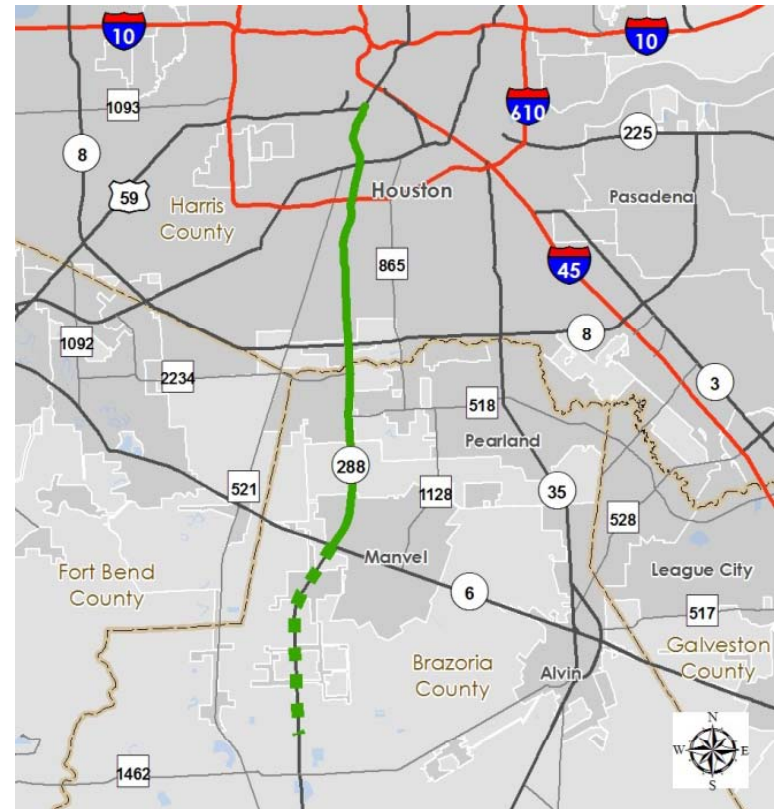 10
10
1093
610
225
8
59
Houston
Pasadena
Harris
County
865
45
1092
8
2234
3
518
Pearland
288
521
1128
35
528
Manvel
Fort Bend
County
League City
6
517
Galveston
County
Brazoria
County
Alvin
N
W
E
S
1462